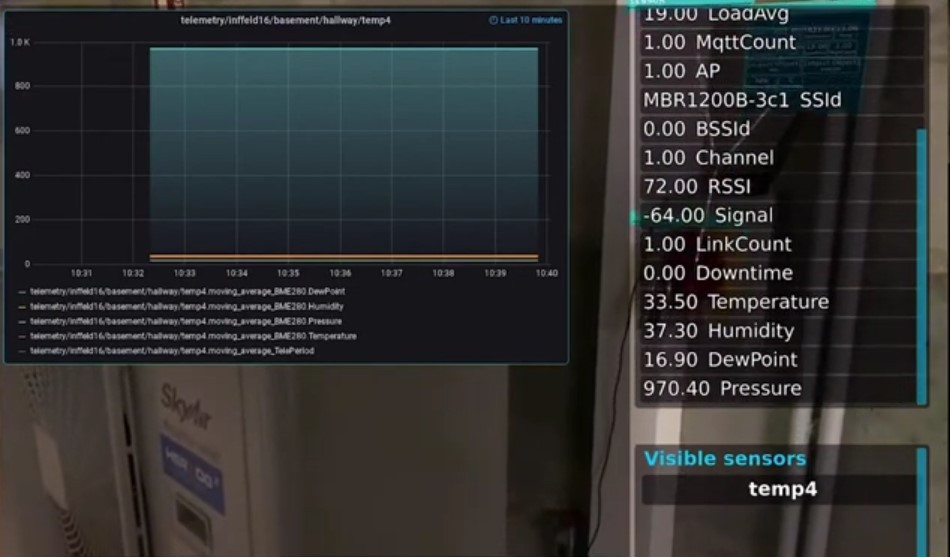 telemetry/inffeld16/basement/hallway/temp4
Last 10 minutes
1.0 K
800
600
400
200
0
10:31 10:32 10:33 10:34 10:35 10:36 10:37 10:38 10:39 10:40
telemetry/inffeld16/basement/hallway/temp4.moving_average_BME280.DewPoint
telemetry/inffeld16/basement/hallway/temp4.moving_average_BME280.Humidity
telemetry/inffeld16/basement/hallway/temp4.moving_average_BME280.Pressure
telemetry/inffeld16/basement/hallway/temp4.moving_average_BME280.Temperature
telemetry/inffeld16/basement/hallway/temp4.moving_average_TelePeriod
19.00 LoadAvg
1.00 MqttCount
1.00 AP
MBR1200B-3c1 SSId
0.00 BSSId
1.00 Channel
72.00 RSSI
-64.00 Signal
1.00 LinkCount
0.00 Downtime
33.50 Temperature
37.30 Humidity
16.90 DewPoint
970.40 Pressure
Visible sensors
temp4